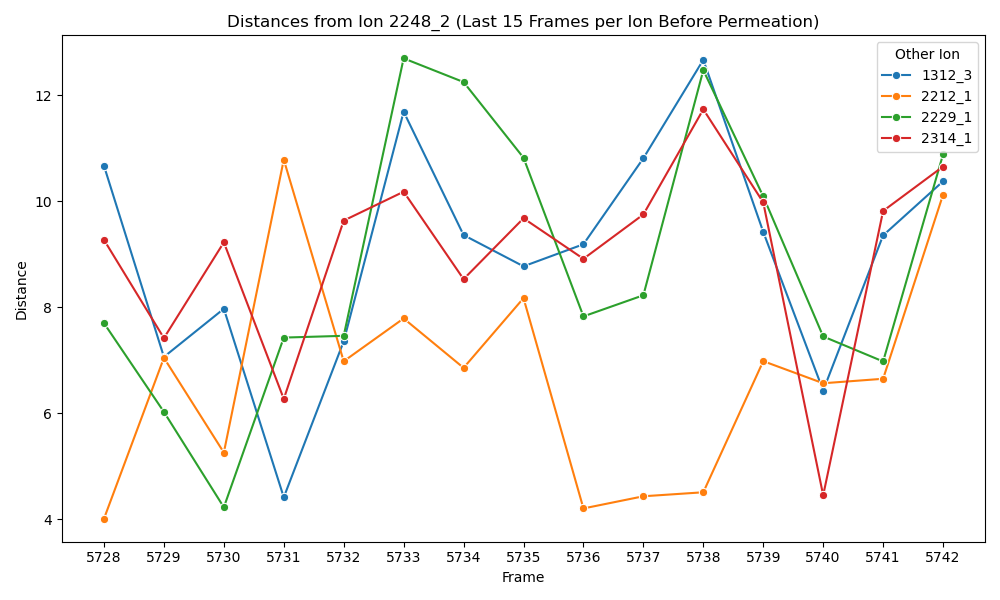 Distances from Ion 2248_2 (Last 15 Frames per Ion Before Permeation)
Other Ion
1312_3
2212_1
2229_1
2314_1
Distance
12
10
8
6
4
5728 5729 5730 5731 5732 5733 5734 5735 5736 5737 5738 5739 5740 5741 5742
Frame